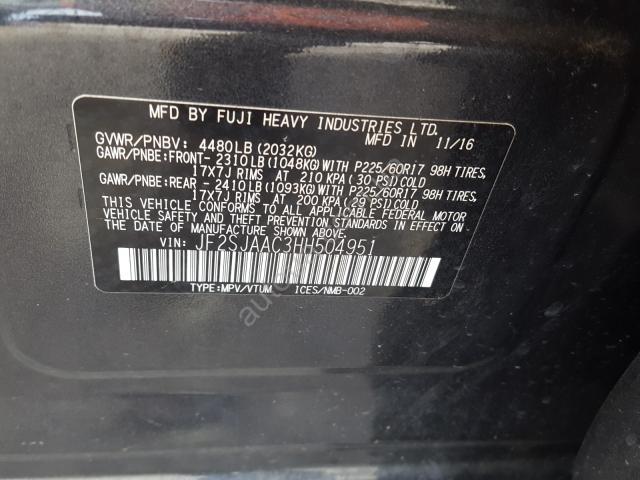 MFD BY FUJI HEAVY INDUSTRIES LTD.
MFD IN 11/16
GVWR/PNBV: 4480LB(2032KG)
GAWR/PNBE:FRONT- 2310LB(1048KG)WITH P225/60R17 98H TIRES,
17X7J RIMS AT 210 KPA(30 PSI)COLD
GAWR/PNBE:REAR - 2410LB(1093KG)WITH P225/60R17 98H TIRES,
17X7J RIMS AT 200 KPA(29 PSI)COLD
THIS VEHICLE CONFORMS TO ALL APPLICABLE FEDERAL MOTOR
VEHICLE SAFETY AND THEFT PREVENTION STANDARDS IN EFFECT ON
THE DATE OF MANUFACTURE SHOWN ABOVE.
VIN: JF2SJAAC3HH504951
TYPE:MPV/VTUM ICES/NMB-002